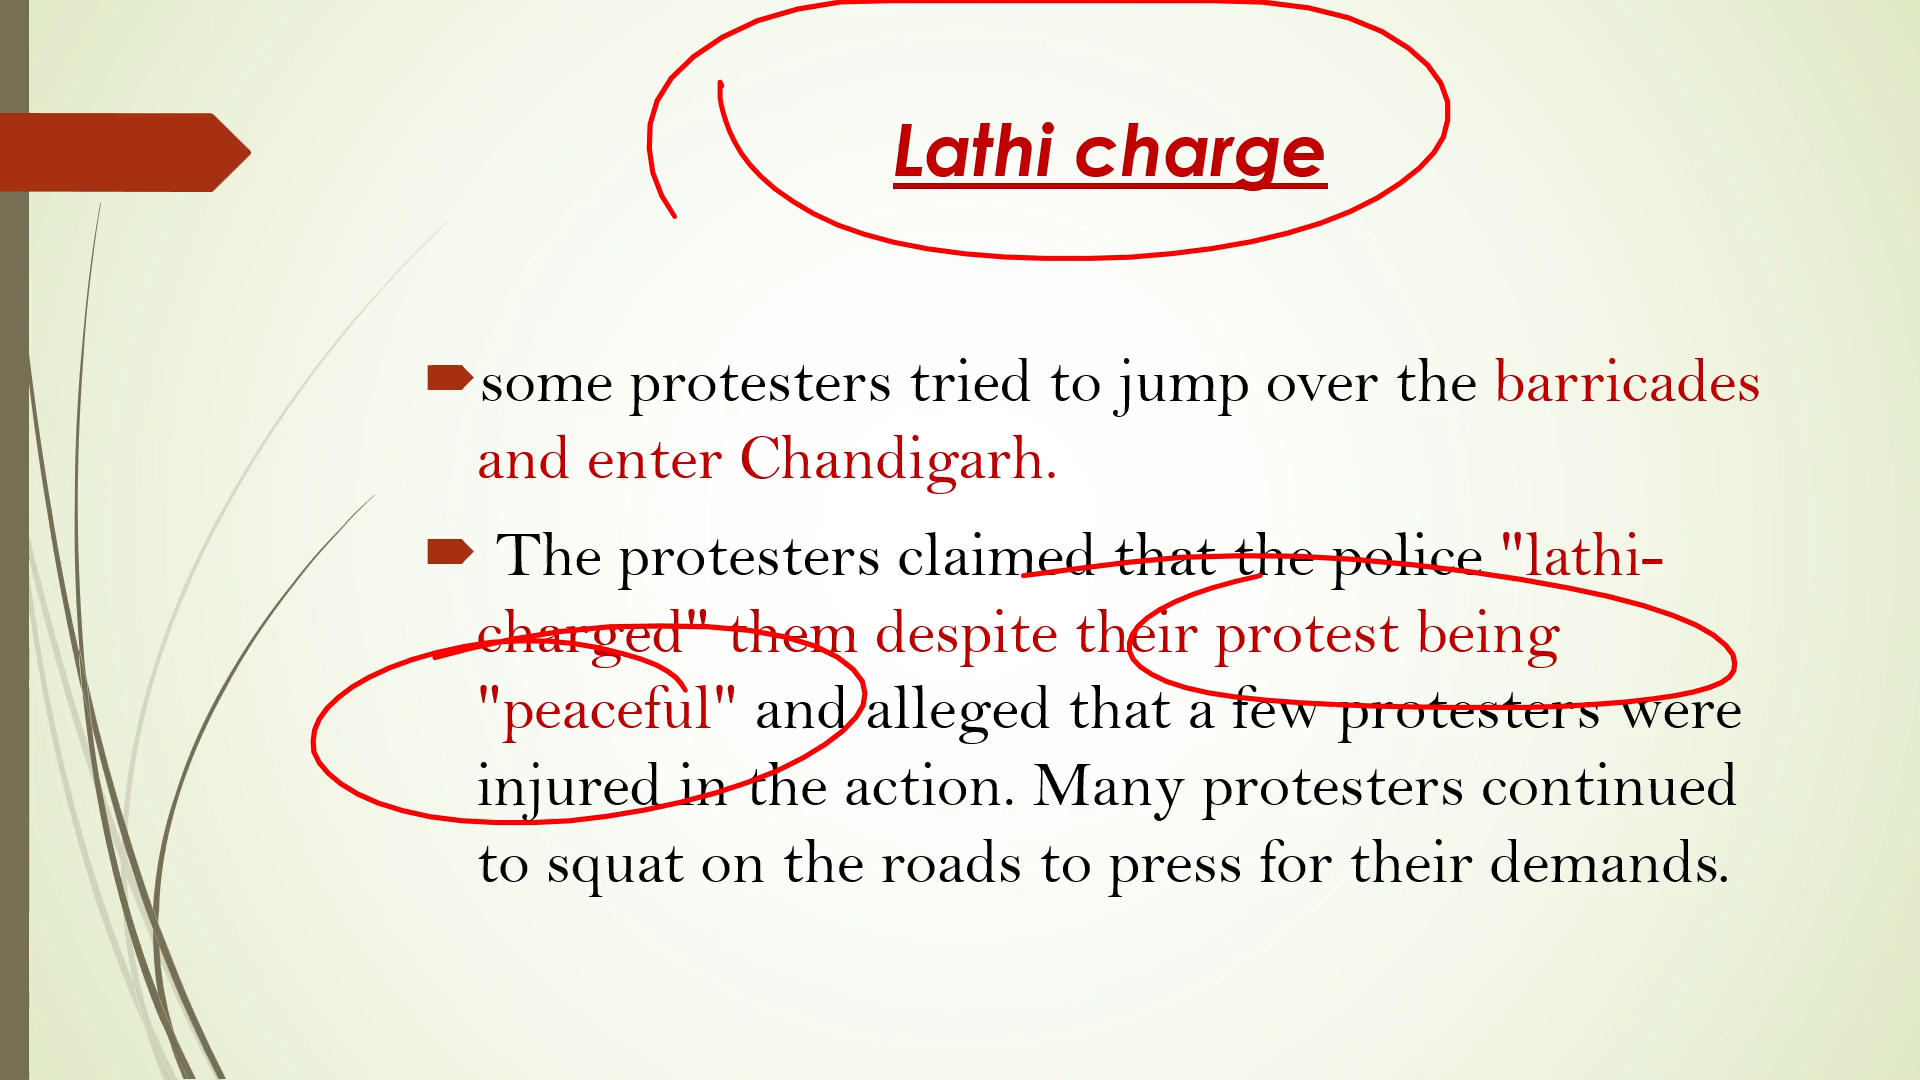 Lathi charge
some protesters tried to jump over the barricades
and enter Chandigarh.
The protesters claimed that the police "lathi-
charged" them despite their protest being
"peaceful" and alleged that a few protesters were
injured in the action. Many protesters continued
to squat on the roads to press for their demands.